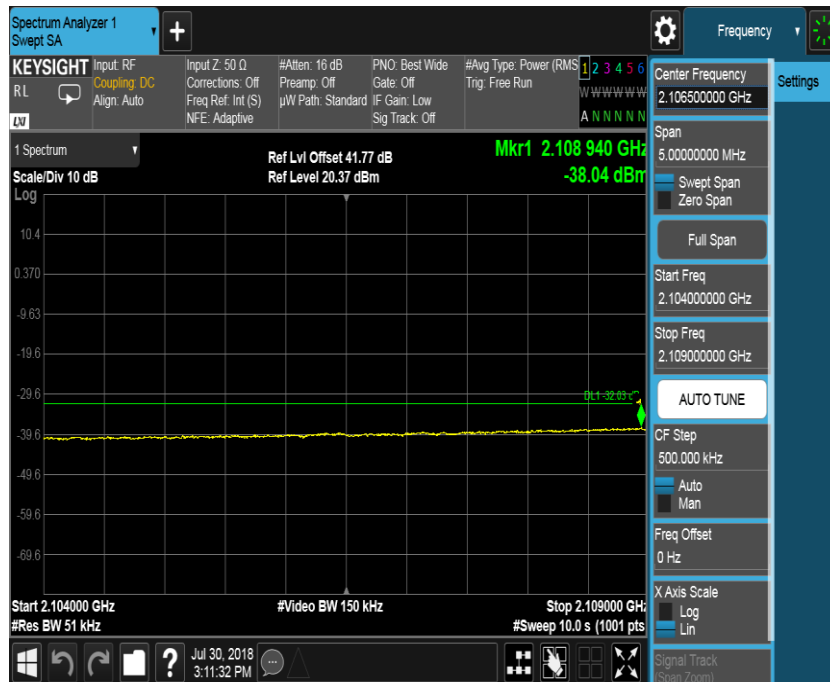 Spectrum Analyzer 1
Swept SA
+
Frequency
KEYSIGHT
RL
LXI
Input: RF
Coupling: DC
Align: Auto
Input Z: 50 Ω
Corrections: Off
Freq Ref: Int (S)
NFE: Adaptive
#Atten: 16 dB
Preamp: Off
µW Path: Standard
PNO: Best Wide
Gate: Off
IF Gain: Low
Sig Track: Off
#Avg Type: Power (RMS
Trig: Free Run
1 2 3 4 5 6
W W W W W W
A N N N N N
1 Spectrum
Scale/Div 10 dB
Log
Ref Lvl Offset 41.77 dB
Ref Level 20.37 dBm
Mkr1 2.108 940 GHz
-38.04 dBm
10.4
0.370
-9.63
-19.6
-29.6
-39.6
-49.6
-59.6
-69.6
DL1 -32.03
Start 2.104000 GHz
#Res BW 51 kHz
#Video BW 150 kHz
Stop 2.109000 GHz
#Sweep 10.0 s (1001 pts
?
Jul 30, 2018
3:11:32 PM
Center Frequency
2.106500000 GHz
Span
5.00000000 MHz
Swept Span
Zero Span
Full Span
Start Freq
2.104000000 GHz
Stop Freq
2.109000000 GHz
AUTO TUNE
CF Step
500.000 kHz
Auto
Man
Freq Offset
0 Hz
X Axis Scale
Log
Lin
Signal Track
(Span Zoom)
Settings